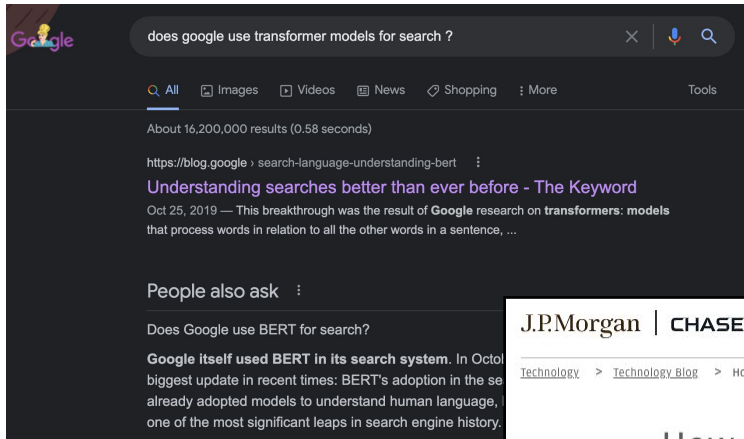 Google
does google use transformer models for search ?
All Images Videos News Shopping More Tools
About 16,200,000 results (0.58 seconds)
https://blog.google › search-language-understanding-bert
Understanding searches better than ever before - The Keyword
Oct 25, 2019 — This breakthrough was the result of Google research on transformers: models
that process words in relation to all the other words in a sentence, ...
People also ask
Does Google use BERT for search?
Google itself used BERT in its search system. In Octo
biggest update in recent times: BERT's adoption in the se
already adopted models to understand human language,
one of the most significant leaps in search engine history.
J.P.Morgan | CHASE
Technology > Technology Blog > Ho